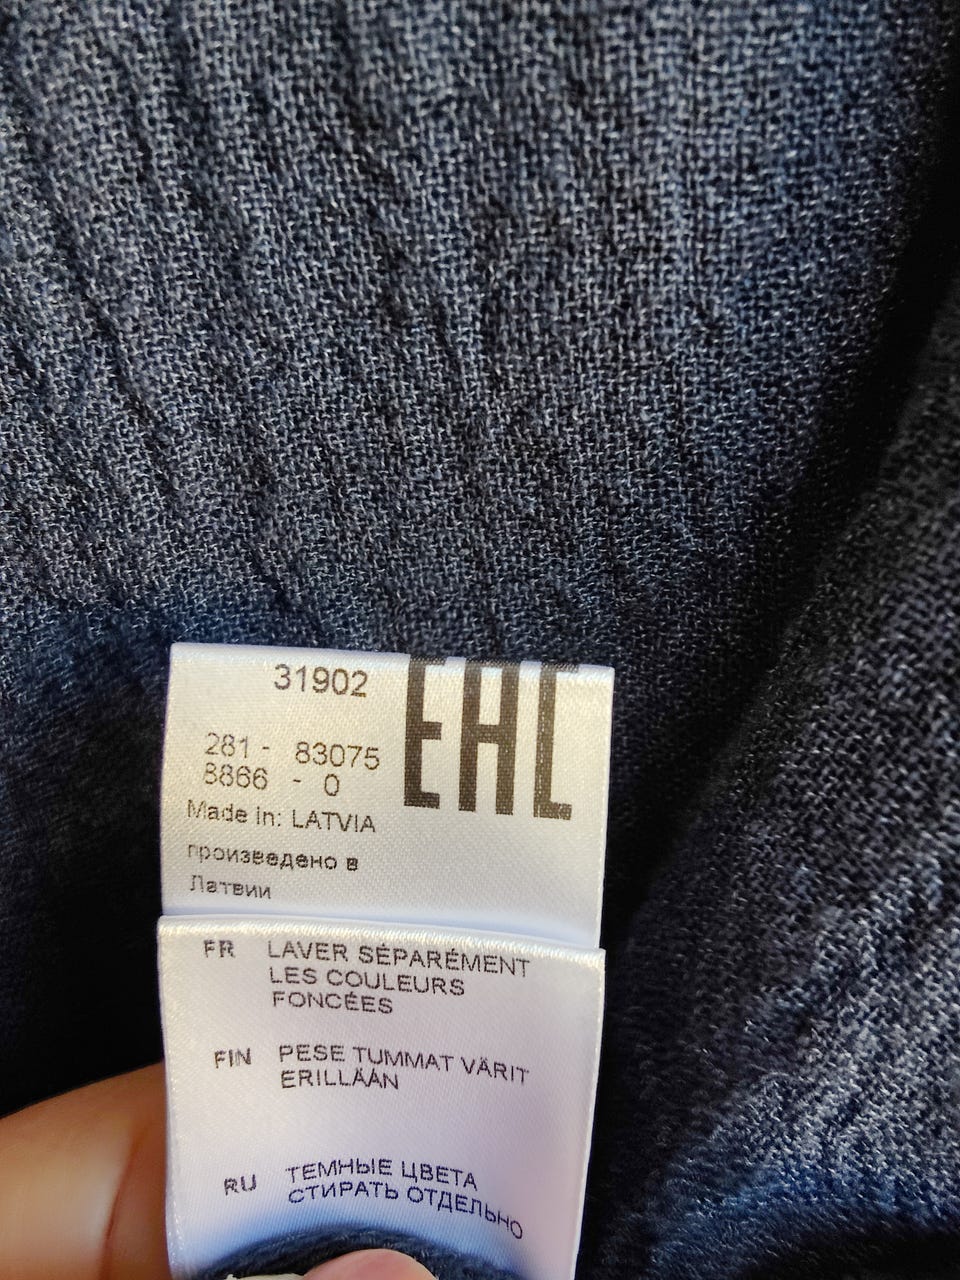 31902
EAC
281 - 83075
8866 - 0
Made in: LATVIA
произведено в
Латвии
FR LAVER SÉPARÉMENT
LES COULEURS
FONCÉES
FIN PESE TUMMAT VÄRIT
ERILLÄÄN
RU ТЕМНЫЕ ЦВЕТА
СТИРАТЬ ОТДЕЛЬНО